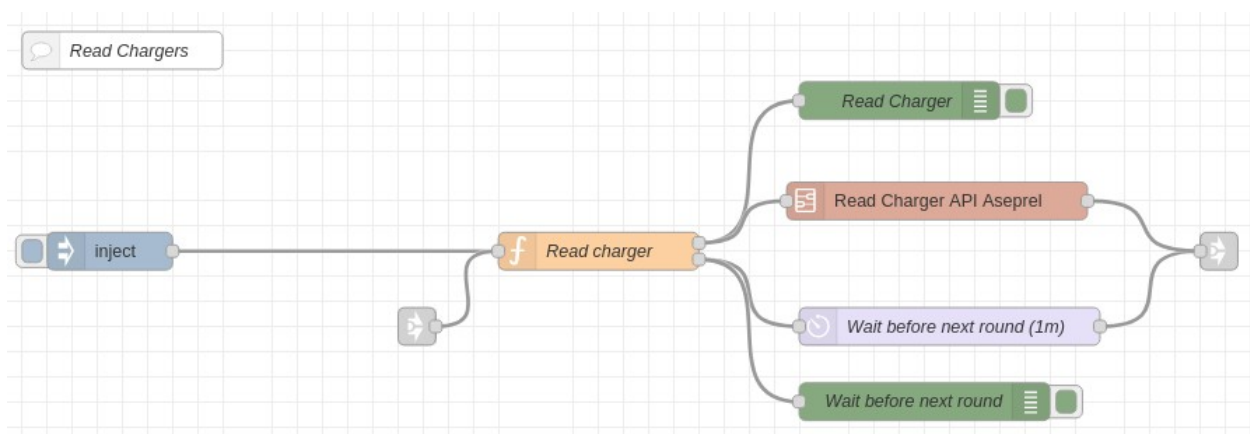 Read Chargers
Read Charger
Read Charger API Aseprel
inject
Read charger
Wait before next round (1m)
Wait before next round